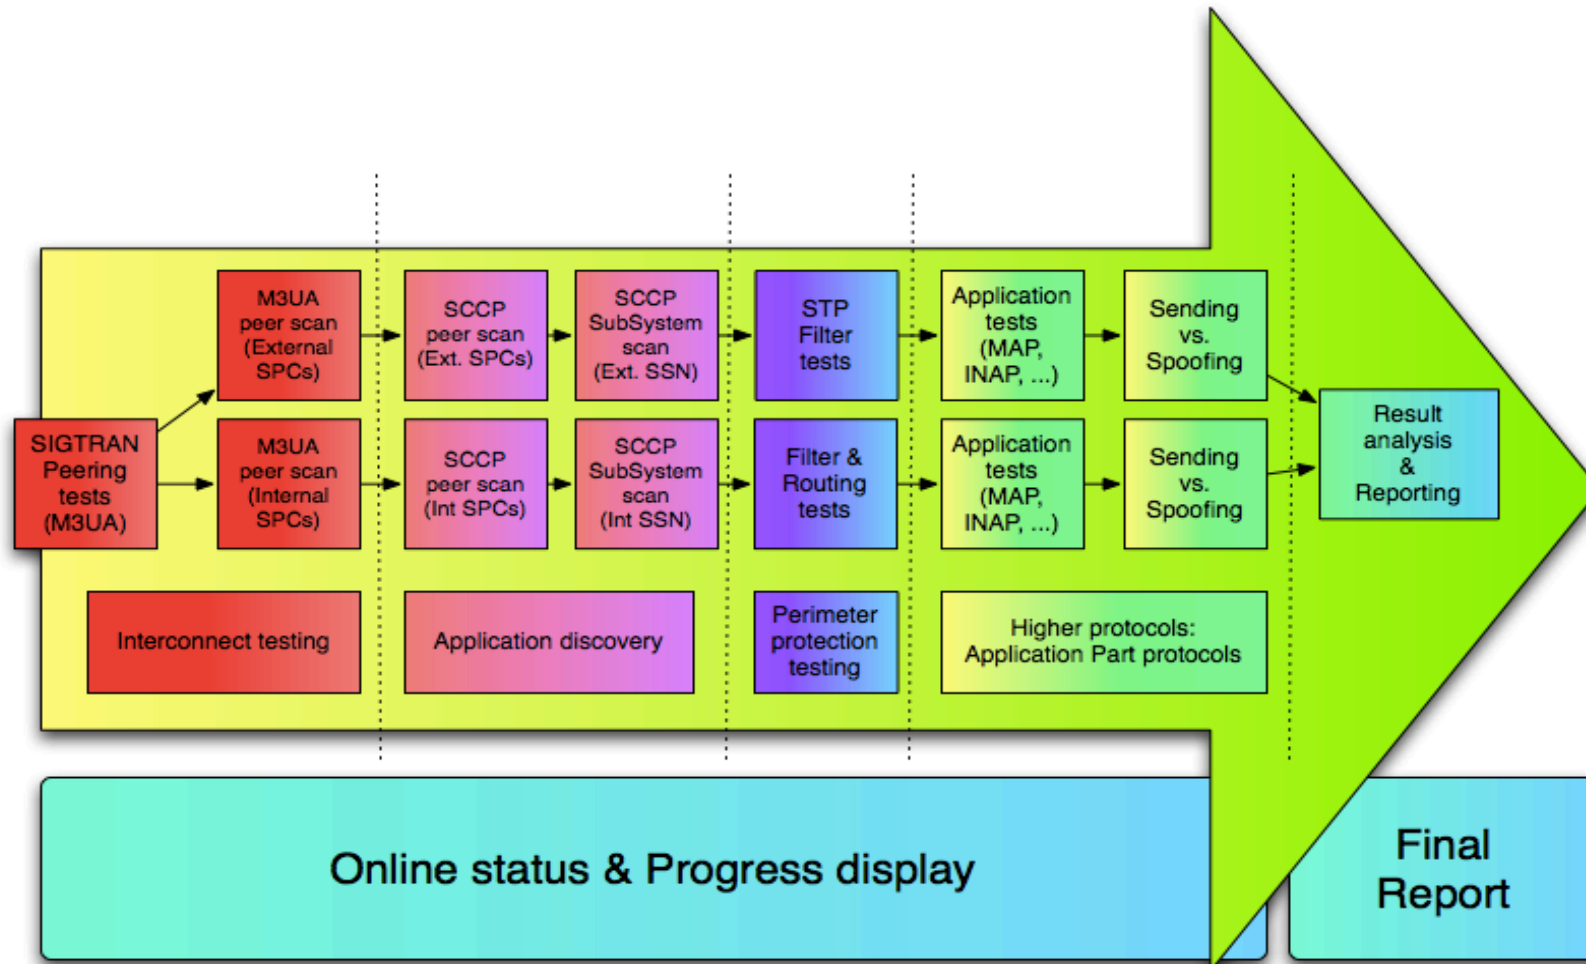 M3UA
peer scan
(External
SPCs)
SCCP
peer scan
(Ext. SPCs)
SCCP
SubSystem
scan
(Ext. SSN)
STP
Filter
tests
Application
tests
(MAP,
INAP, ...)
Sending
vs.
Spoofing
SIGTRAN
Peering
tests
(M3UA)
M3UA
peer scan
(Internal
SPCs)
SCCP
peer scan
(Int SPCs)
SCCP
SubSystem
scan
(Int SSN)
Filter &
Routing
tests
Application
tests
(MAP,
INAP, ...)
Sending
vs.
Spoofing
Result
analysis
&
Reporting
Interconnect testing
Application discovery
Perimeter
protection
testing
Higher protocols:
Application Part protocols
Online status & Progress display
Final
Report